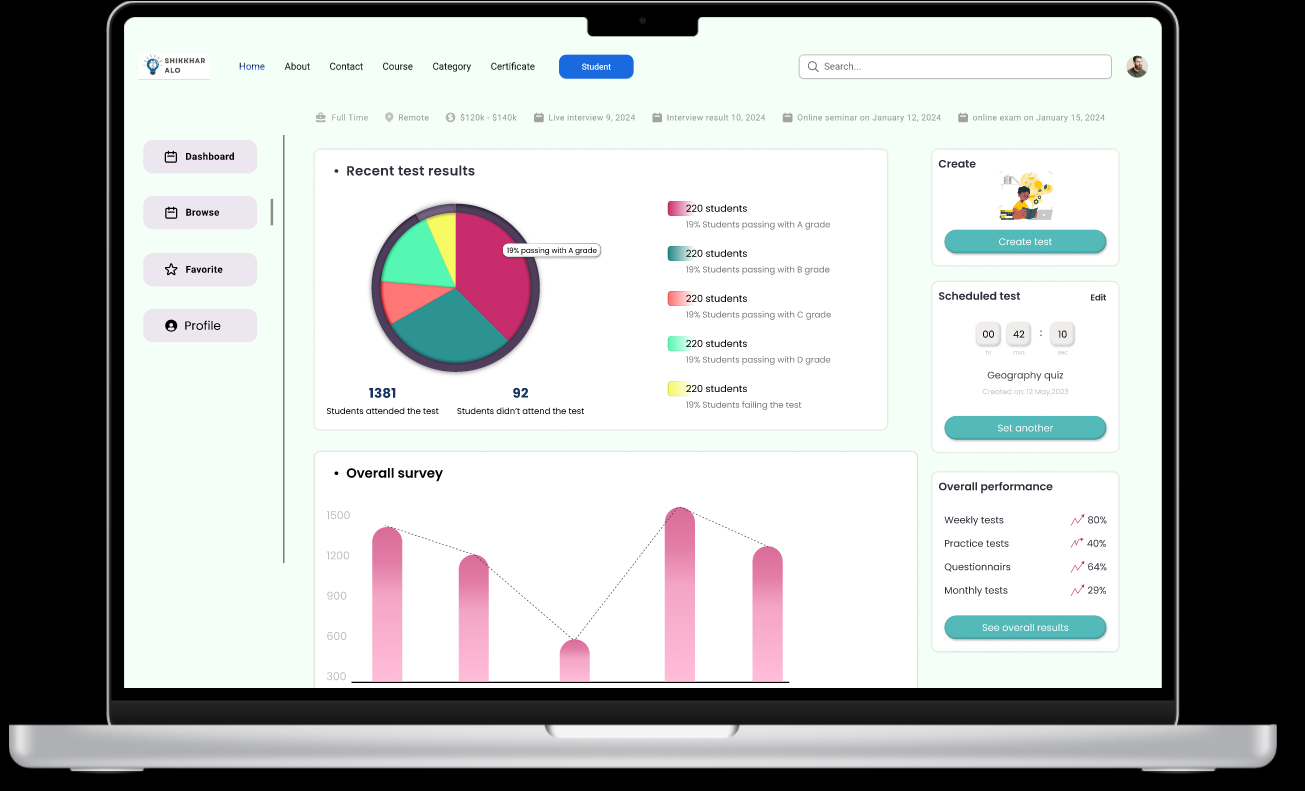 SHIKKHAR
ALO
Home About Contact Course Category Certificate Student
Search...
Full Time Remote $120k - $140k Live interview 9, 2024 Interview result 10, 2024 Online seminar on January 12, 2024 online exam on January 15, 2024
Dashboard
Browse
Favorite
Profile
• Recent test results
19% passing with A grade
1381
Students attended the test
92
Students didn't attend the test
220 students
19% Students passing with A grade
220 students
19% Students passing with B grade
220 students
19% Students passing with C grade
220 students
19% Students passing with D grade
220 students
19% Students failing the test
• Overall survey
1500
1200
900
600
300
Create
Create test
Scheduled test Edit
00 42 : 10
hr min sec
Geography quiz
Created on: 12 May,2023
Set another
Overall performance
Weekly tests 80%
Practice tests 40%
Questionnairs 64%
Monthly tests 29%
See overall results